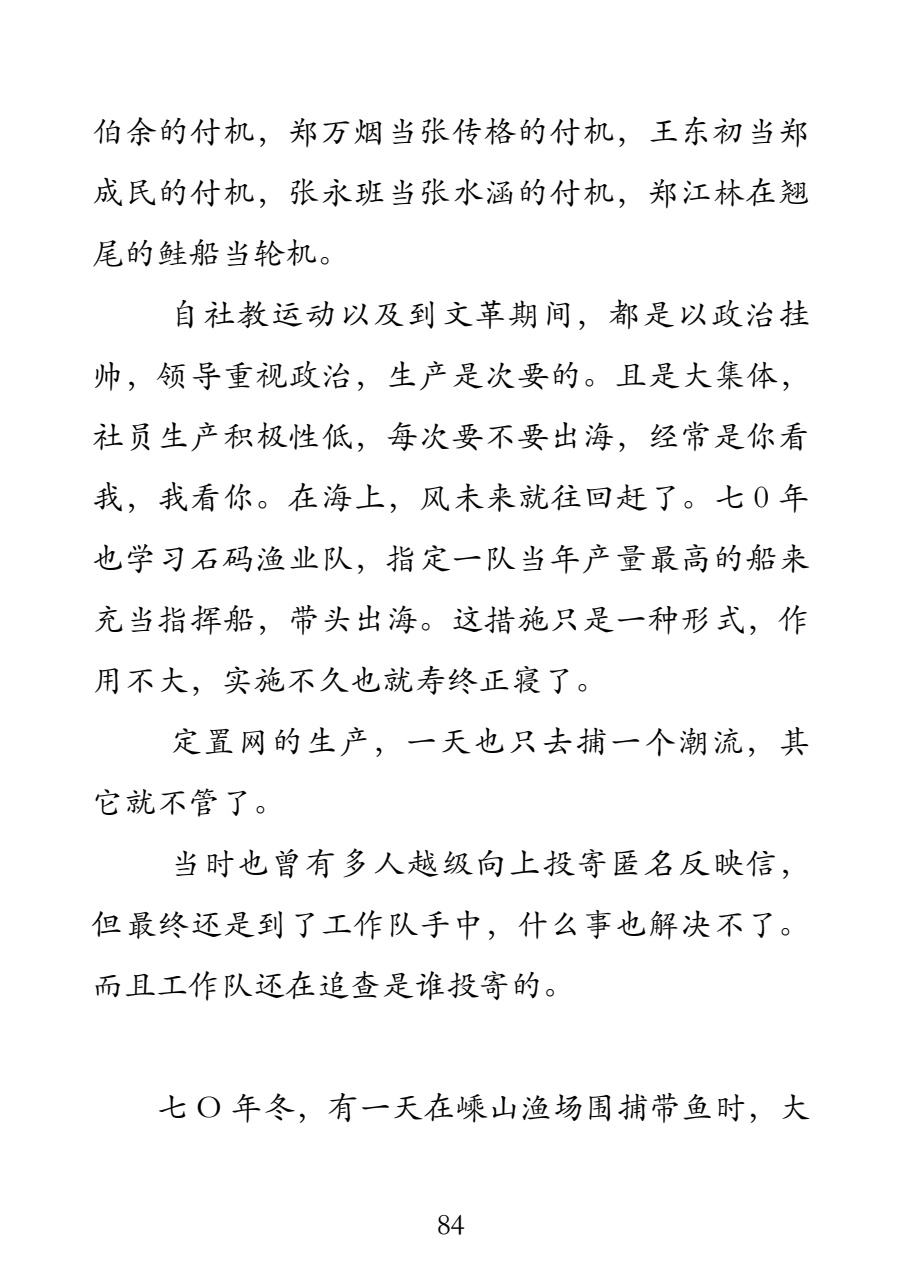 伯余的付机，郑万烟当张传格的付机，王东初当郑
成民的付机，张永班当张水涵的付机，郑江林在翘
尾的鲑船当轮机。
自社教运动以及到文革期间，都是以政治挂
帅，领导重视政治，生产是次要的。且是大集体，
社员生产积极性低，每次要不要出海，经常是你看
我，我看你。在海上，风未来就往回赶了。七0年
也学习石码渔业队，指定一队当年产量最高的船来
充当指挥船，带头出海。这措施只是一种形式，作
用不大，实施不久也就寿终正寝了。
定置网的生产，一天也只去捕一个潮流，其
它就不管了。
当时也曾有多人越级向上投寄匿名反映信，
但最终还是到了工作队手中，什么事也解决不了。
而且工作队还在追查是谁投寄的。
七〇年冬，有一天在嵊山渔场围捕带鱼时，大
84